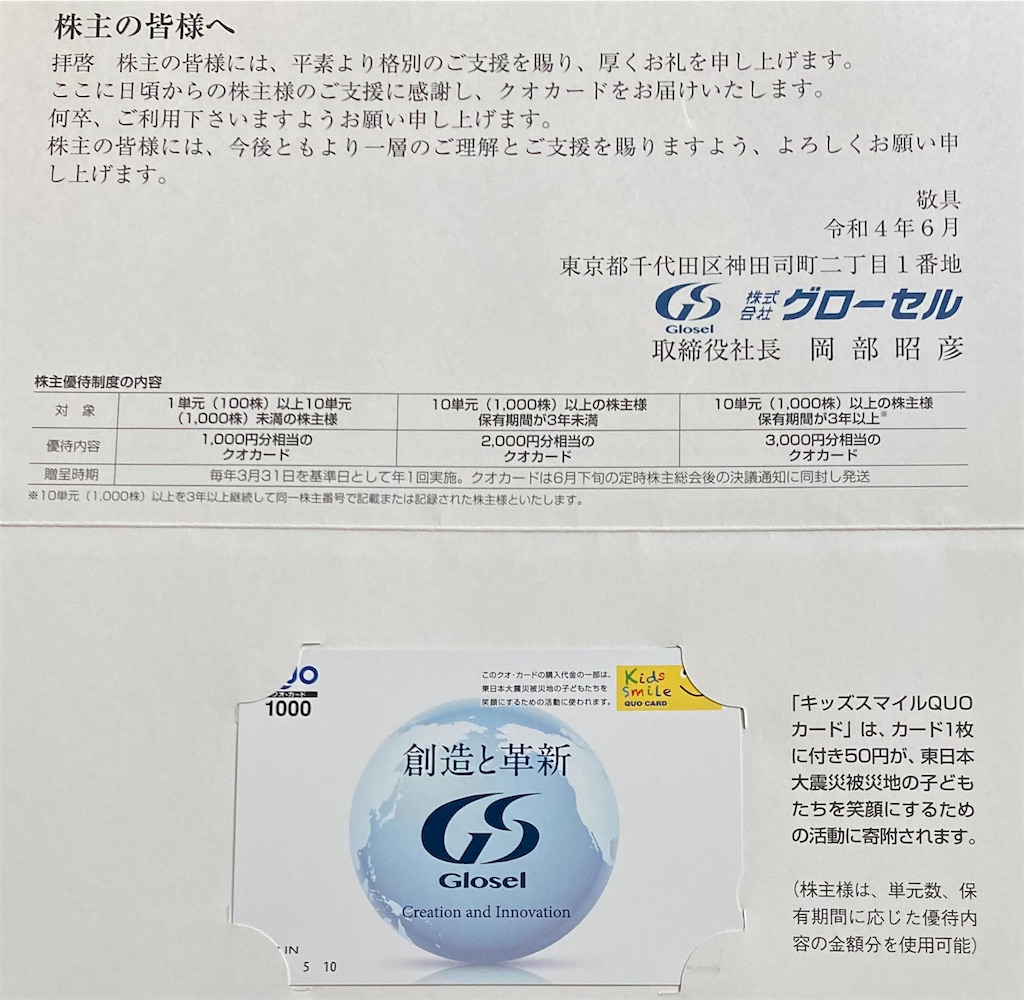 株主の皆様へ
拝啓　株主の皆様には、平素より格別のご支援を賜り、厚くお礼を申し上げます。
ここに日頃からの株主様のご支援に感謝し、クオカードをお届けいたします。
何卒、ご利用下さいますようお願い申し上げます。
株主の皆様には、今後ともより一層のご理解とご支援を賜りますよう、よろしくお願い申
し上げます。
敬具
令和４年６月
東京都千代田区神田司町二丁目１番地
Glosel 株式会社 グローセル
取締役社長　岡 部 昭 彦
株主優待制度の内容
対　象 1単元（100株）以上10単元（1,000株）未満の株主様 10単元（1,000株）以上の株主様 保有期間が3年未満 10単元（1,000株）以上の株主様 保有期間が3年以上※
優待内容 1,000円分相当のクオカード 2,000円分相当のクオカード 3,000円分相当のクオカード
贈呈時期 毎年3月31日を基準日として年1回実施。クオカードは6月下旬の定時株主総会後の決議通知に同封し発送
※10単元（1,000株）以上を3年以上継続して同一株主番号で記載または記録された株主様といたします。
クオ・カード
1000
このクオ・カードの購入代金の一部は、
東日本大震災被災地の子どもたちを
笑顔にするための活動に使われます。
Kids
Smile
QUO CARD
創造と革新
GS
Glosel
Creation and Innovation
5 10
「キッズスマイルQUO
カード」は、カード1枚
に付き50円が、東日本
大震災被災地の子ども
たちを笑顔にするため
の活動に寄附されます。
（株主様は、単元数、保
有期間に応じた優待内
容の金額分を使用可能）